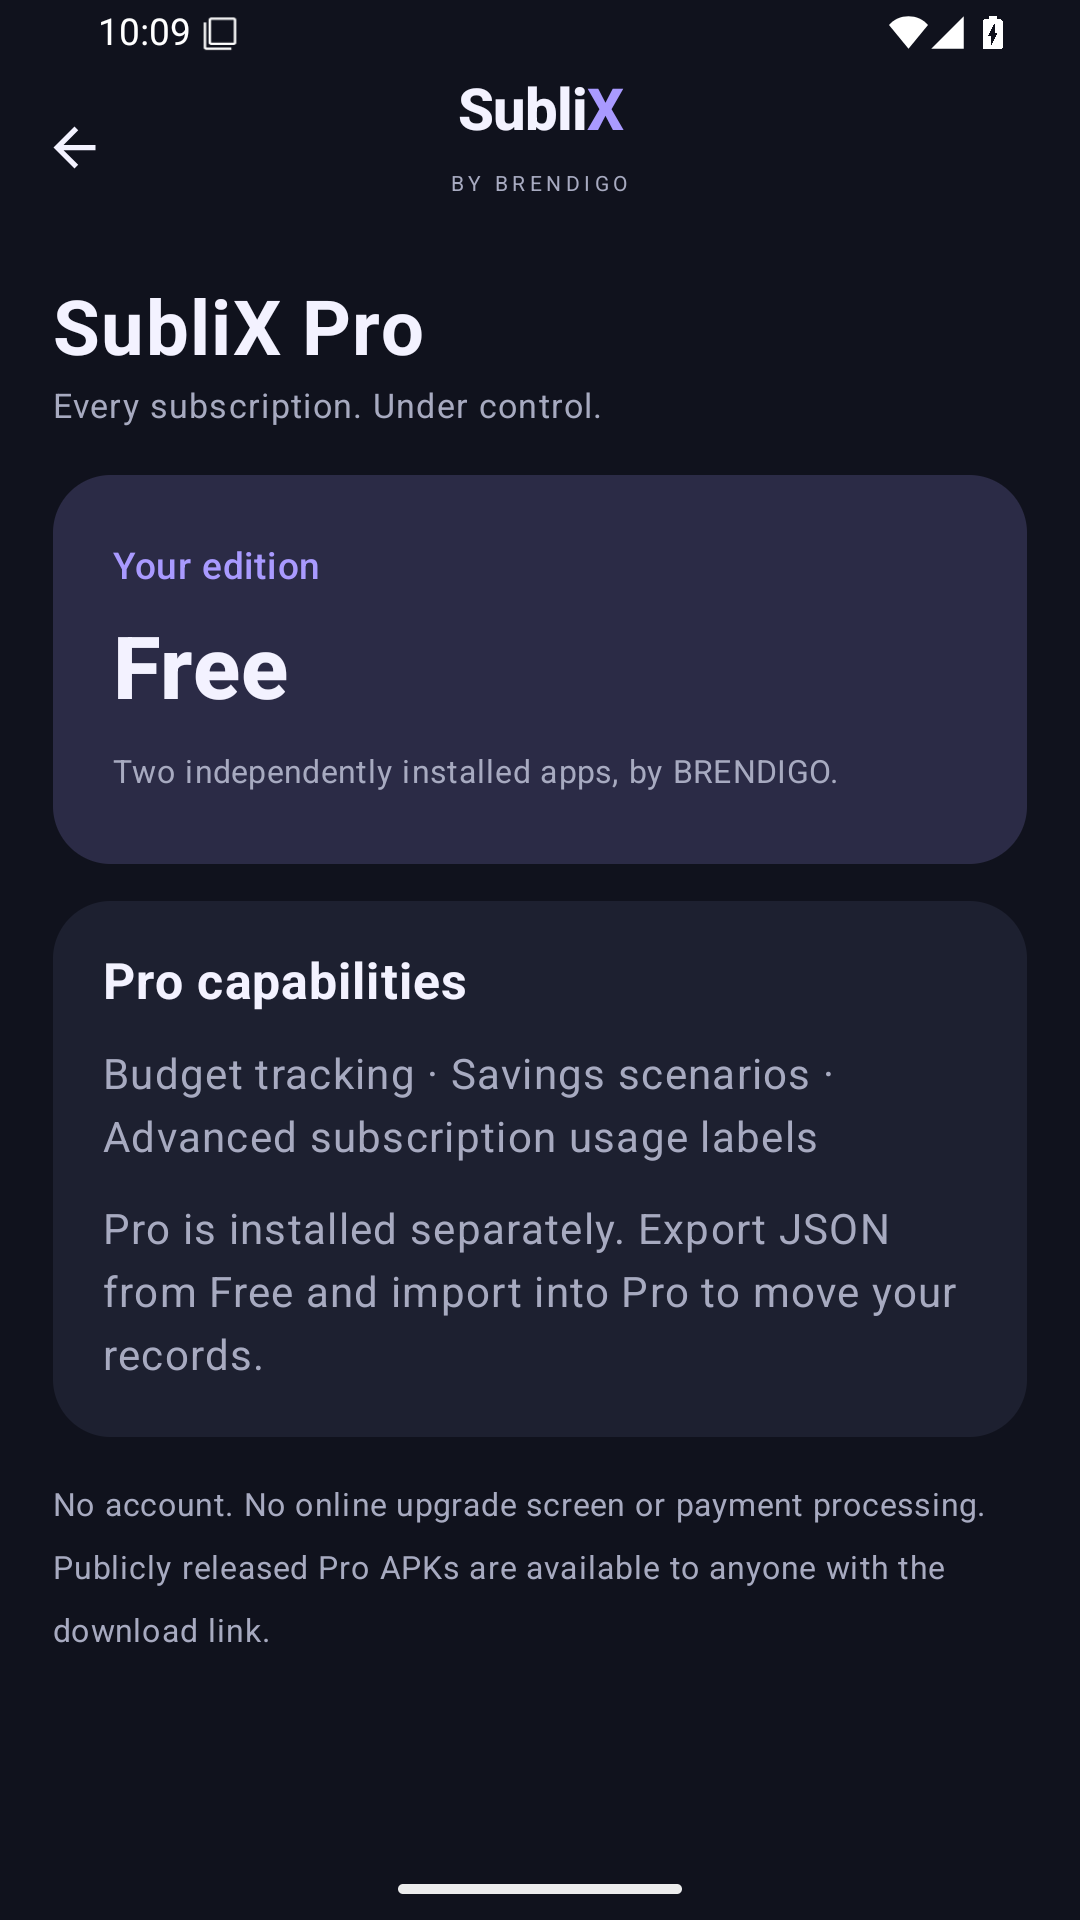 10:09
SubliX
BY BRENDIGO
SubliX Pro
Every subscription. Under control.
Your edition
Free
Two independently installed apps, by BRENDIGO.
Pro capabilities
Budget tracking · Savings scenarios ·
Advanced subscription usage labels
Pro is installed separately. Export JSON
from Free and import into Pro to move your
records.
No account. No online upgrade screen or payment processing.
Publicly released Pro APKs are available to anyone with the
download link.